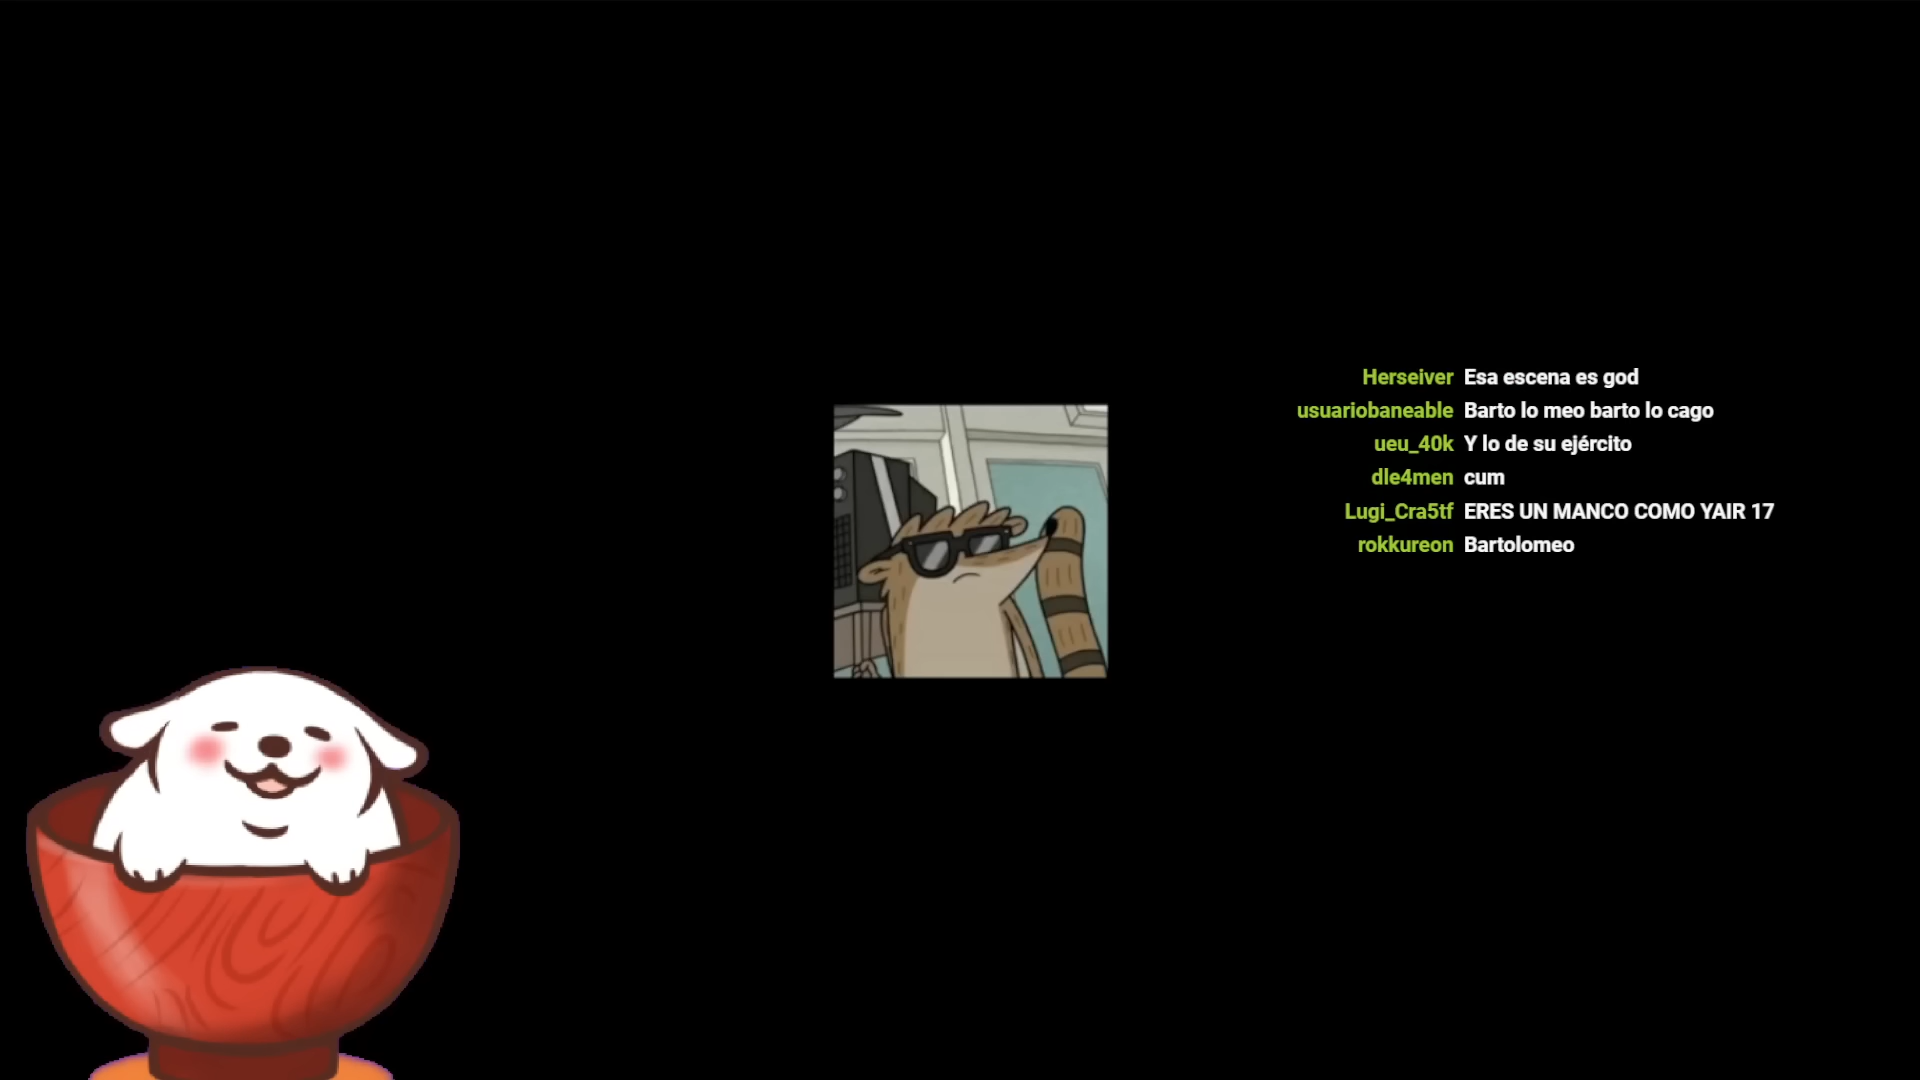 Herseiver Esa escena es god
usuariobaneable Barto lo meo barto lo cago
ueu_40k Y lo de su ejército
dle4men cum
Lugi_Cra5tf ERES UN MANCO COMO YAIR 17
rokkureon Bartolomeo